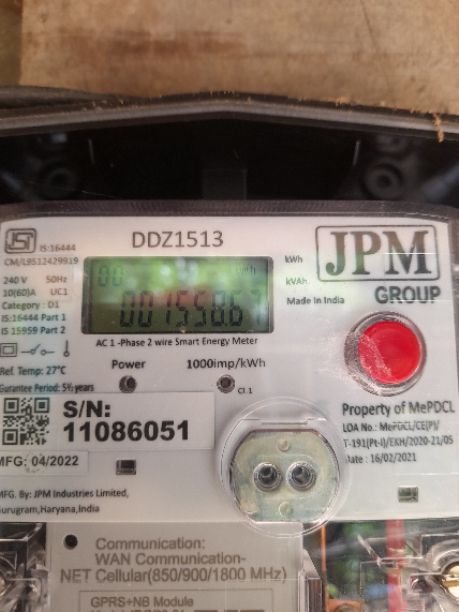 IS:16444
CM/L9512429919
DDZ1513
240 V 50Hz
10(60)A UC1
Category : D1
IS:16444 Part 1
IS 15959 Part 2
kWh
kVAh
Made in India
JPM
GROUP
AC 1 -Phase 2 wire Smart Energy Meter
Ref. Temp: 27°C
Power 1000imp/kWh
Gurantee Period: 5½ years
Cl 1
S/N:
11086051
Property of MePDCL
LOA No.: MePDCL/CE(P)/
T-191(Pt-I)/EKH/2020-21/05
Date : 16/02/2021
MFG: 04/2022
MFG. By: JPM Industries Limited,
Gurugram,Haryana,India
Communication:
WAN Communication-
NET Cellular(850/900/1800 MHz)
GPRS+NB Module